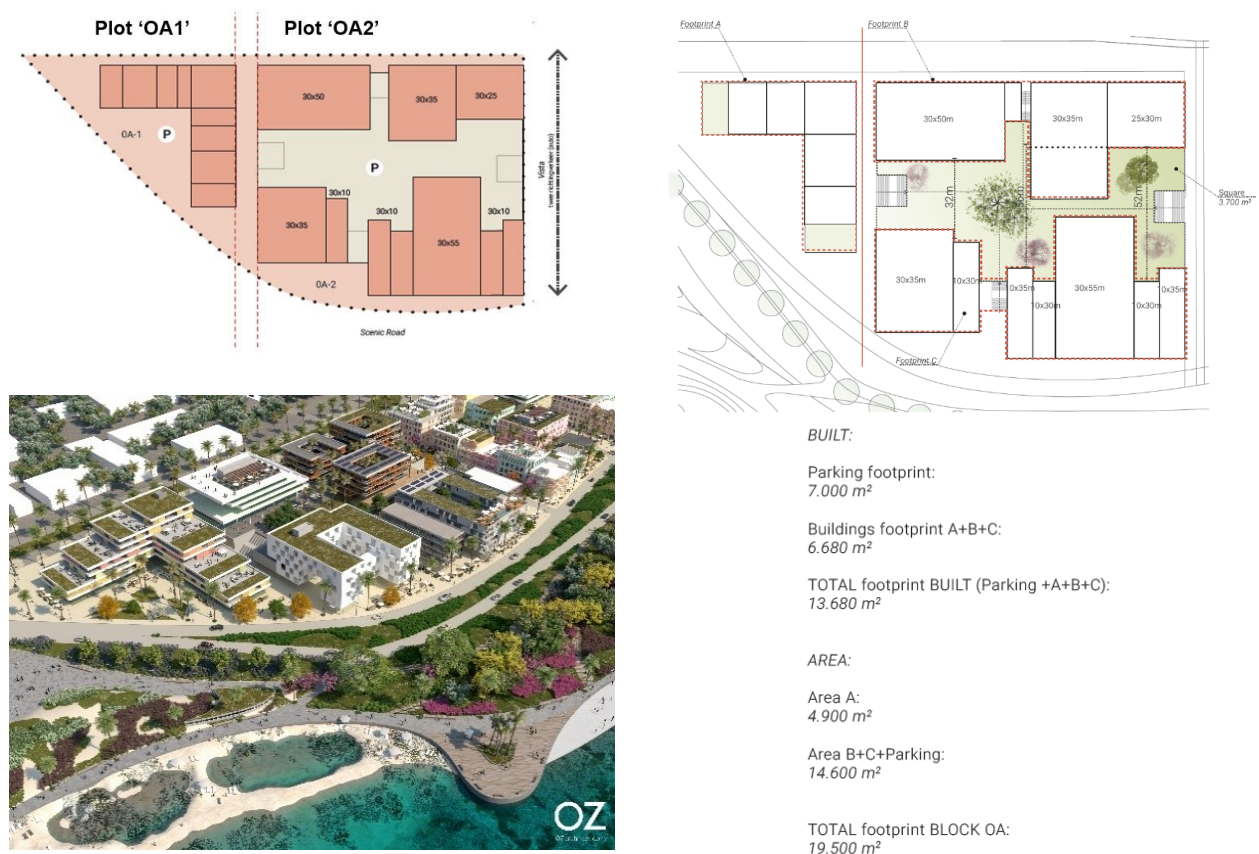 Plot ‘OA1’
Plot ‘OA2’
30x50
30x35
30x25
0A-1
P
P
30x10
30x35
30x10
30x55
30x10
0A-2
Vista
Scenic Road
Footprint A
Footprint B
30x50m
30x35m
25x30m
32m
52m
Square
3.700 m²
30x35m
10x30m
0x35m
10x30m
30x55m
10x30m
0x35m
Footprint C
OZ
BUILT:
Parking footprint:
7.000 m²
Buildings footprint A+B+C:
6.680 m²
TOTAL footprint BUILT (Parking +A+B+C):
13.680 m²
AREA:
Area A:
4.900 m²
Area B+C+Parking:
14.600 m²
TOTAL footprint BLOCK OA:
19.500 m²